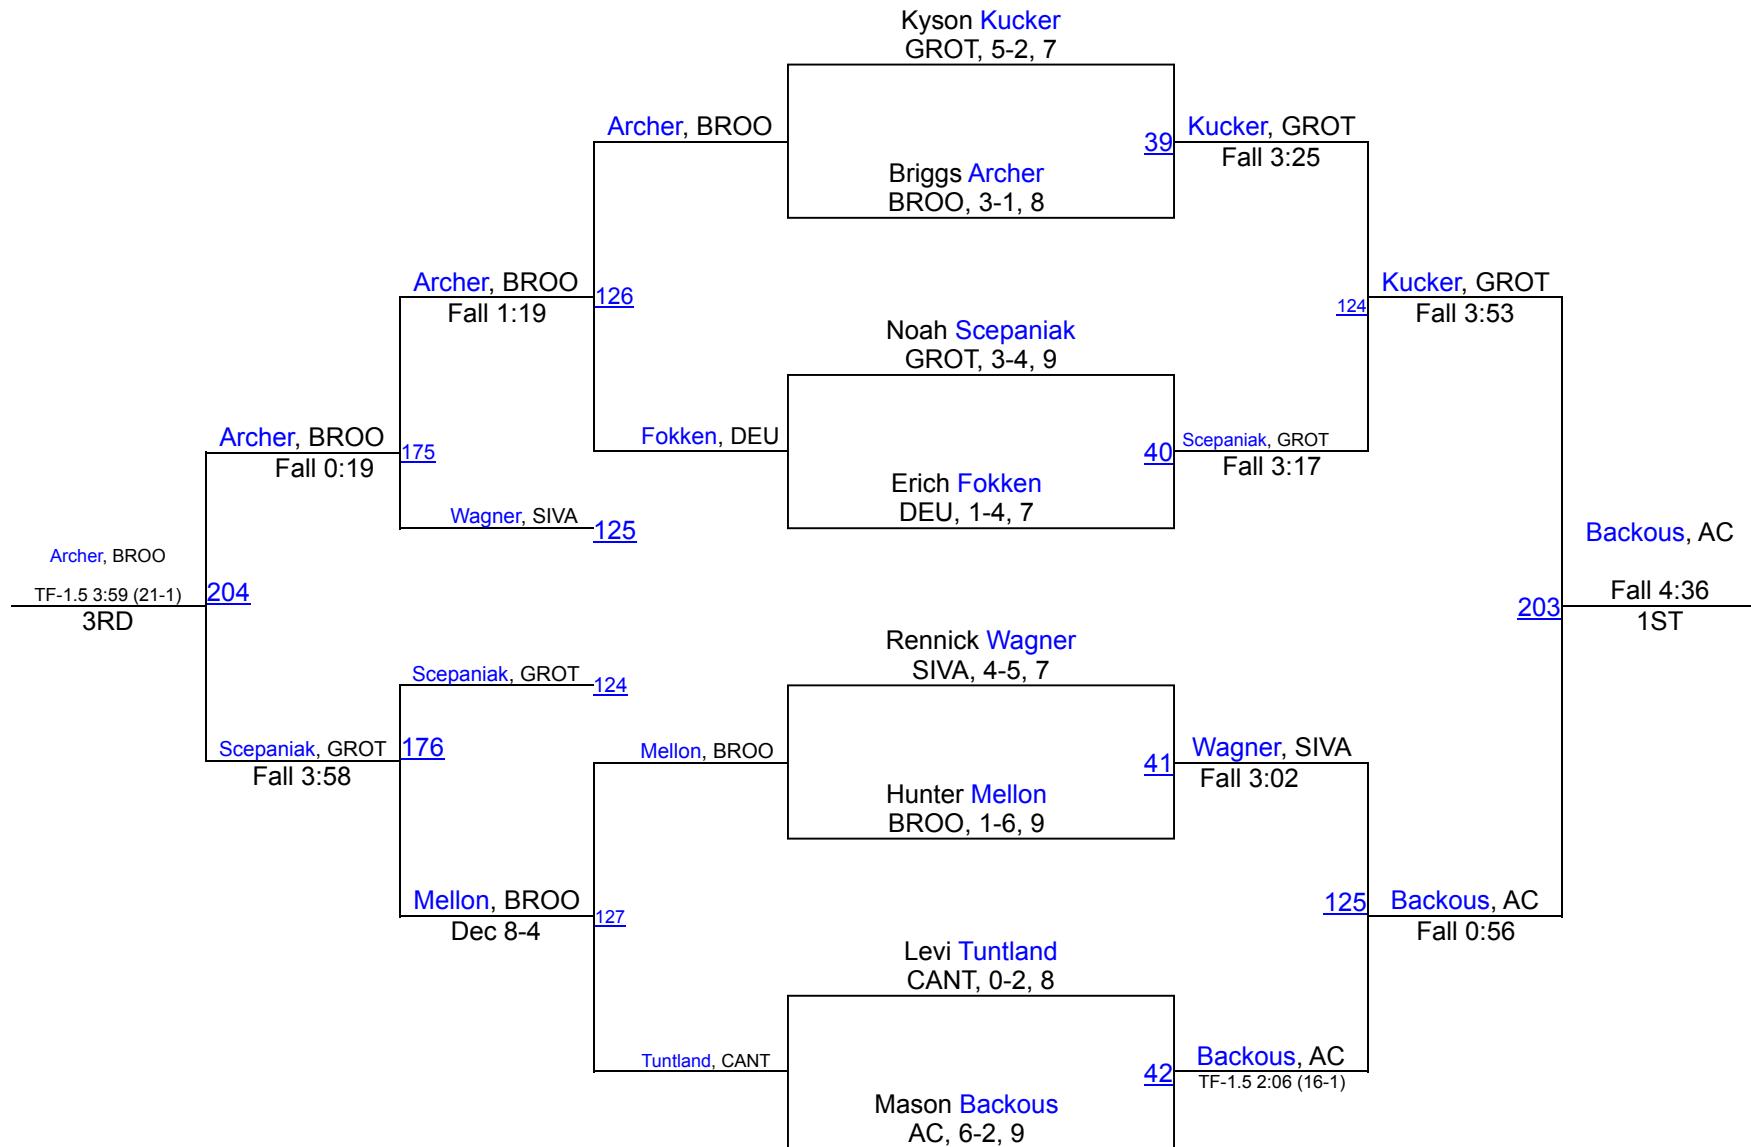 Kyson Kucker
GROT, 5-2, 7
Archer, BROO
39
Kucker, GROT
Fall 3:25
Briggs Archer
BROO, 3-1, 8
Archer, BROO
Fall 1:19
126
Kucker, GROT
Fall 3:53
124
Noah Scepaniak
GROT, 3-4, 9
Archer, BROO
Fall 0:19
175
Fokken, DEU
40
Scepaniak, GROT
Fall 3:17
Erich Fokken
DEU, 1-4, 7
Wagner, SIVA
125
Archer, BROO
TF-1.5 3:59 (21-1)
3RD
204
Backous, AC
Fall 4:36
1ST
203
Rennick Wagner
SIVA, 4-5, 7
Scepaniak, GROT
124
Scepaniak, GROT
Fall 3:58
176
Mellon, BROO
41
Wagner, SIVA
Fall 3:02
Hunter Mellon
BROO, 1-6, 9
Mellon, BROO
Dec 8-4
127
125
Backous, AC
Fall 0:56
Levi Tuntland
CANT, 0-2, 8
Tuntland, CANT
42
Backous, AC
TF-1.5 2:06 (16-1)
Mason Backous
AC, 6-2, 9